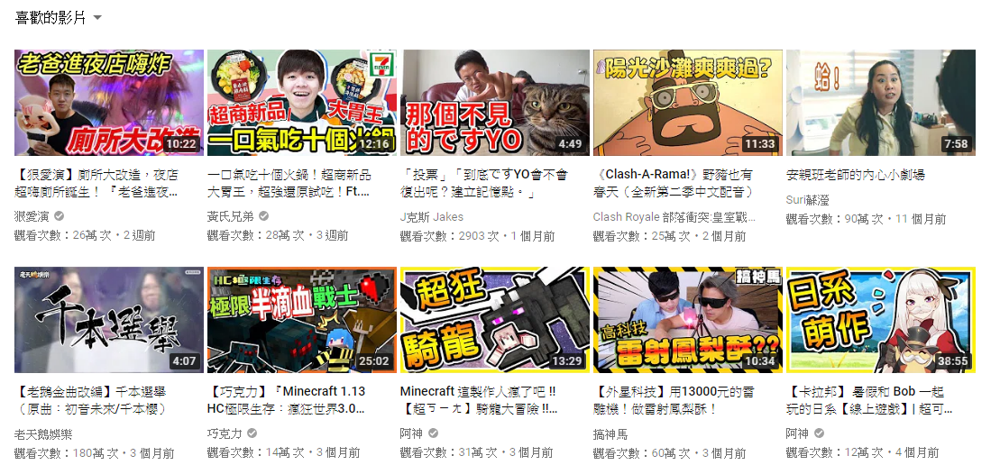 喜歡的影片
老爸進夜店嗨炸
廁所大改造
10:22
【狠愛演】廁所大改造，夜店
超嗨廁所誕生！『老爸進夜...
狠愛演
觀看次數：26萬 次 • 2 週前
7
ELEVEN
超商新品
大胃王
一口氣吃十個火鍋
12:16
一口氣吃十個火鍋！超商新品
大胃王，超強還原試吃！Ft....
黃氏兄弟
觀看次數：28萬 次 • 3 週前
那個不見
的ですYO
4:49
「投票」「到底ですYO會不會
復出呢？建立記憶點。」
J克斯 Jakes
觀看次數：2903 次 • 1 個月前
陽光沙灘爽爽過？
11:33
《Clash-A-Rama!》野豬也有
春天（全新第二季中文配音）
Clash Royale 部落衝突:皇室戰...
觀看次數：25萬 次 • 2 個月前
蛤！
7:58
安親班老師的內心小劇場
Suri蘇瀅
觀看次數：90萬 次 • 11 個月前
老天鵝娛樂
千本選舉
4:07
【老鵝金曲改編】千本選舉
（原曲：初音未來/千本櫻）
老天鵝娛樂
觀看次數：180萬 次 • 3 個月前
HC極限生存
極限半滴血戰士
25:02
【巧克力】『Minecraft 1.13
HC極限生存：瘋狂世界3.0...
巧克力
觀看次數：14萬 次 • 3 個月前
超狂
騎龍
13:29
Minecraft 這製作人瘋了吧 !!
【超ㄎㄧㄤ】騎龍大冒險 !!...
阿神
觀看次數：31萬 次 • 3 個月前
搞神馬
高科技
雷射鳳梨酥??
10:34
【外星科技】用13000元的雷
雕機！做雷射鳳梨酥！
搞神馬
觀看次數：60萬 次 • 3 個月前
日系
萌作
38:55
【卡拉邦】 暑假和 Bob 一起
玩的日系【線上遊戲】| 超可...
阿神
觀看次數：12萬 次 • 4 個月前